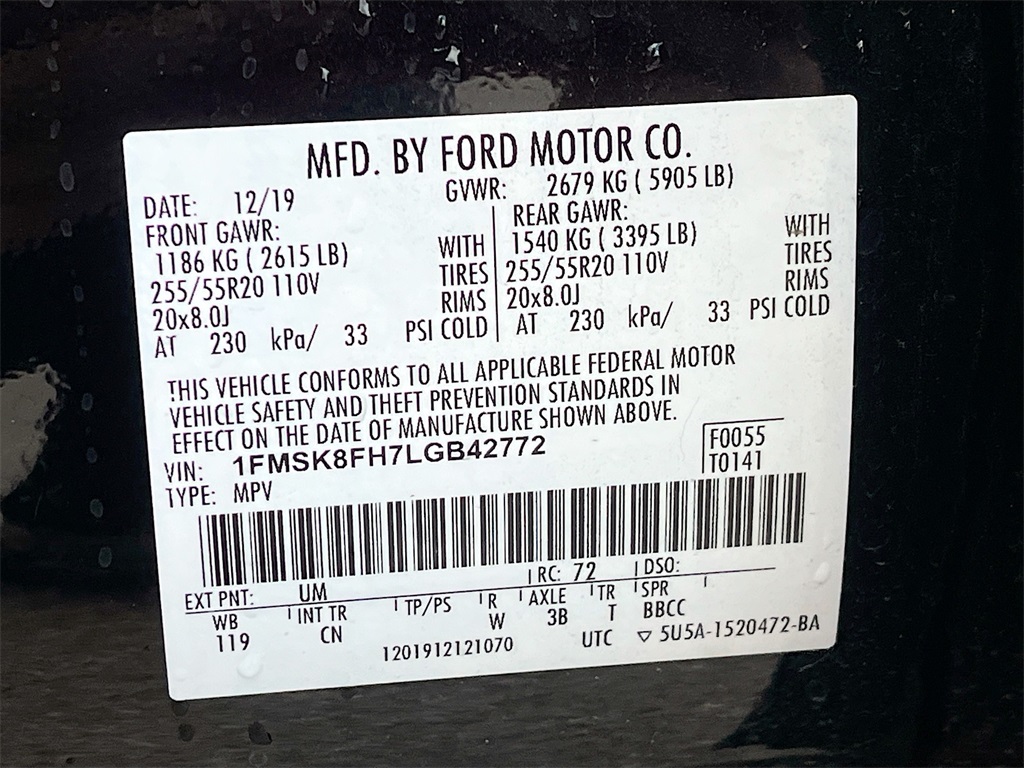 MFD. BY FORD MOTOR CO.
DATE: 12/19 GVWR: 2679 KG ( 5905 LB)
FRONT GAWR: REAR GAWR:
1186 KG ( 2615 LB) WITH 1540 KG ( 3395 LB) WITH
255/55R20 110V TIRES 255/55R20 110V TIRES
20x8.0J RIMS 20x8.0J RIMS
AT 230 kPa/ 33 PSI COLD AT 230 kPa/ 33 PSI COLD
THIS VEHICLE CONFORMS TO ALL APPLICABLE FEDERAL MOTOR
VEHICLE SAFETY AND THEFT PREVENTION STANDARDS IN
EFFECT ON THE DATE OF MANUFACTURE SHOWN ABOVE.
VIN: 1FMSK8FH7LGB42772 F0055
TYPE: MPV T0141
EXT PNT: UM RC: 72 DSO:
WB INT TR TP/PS R AXLE TR SPR
119 CN W 3B T BBCC
1201912121070 UTC ▽ 5U5A-1520472-BA